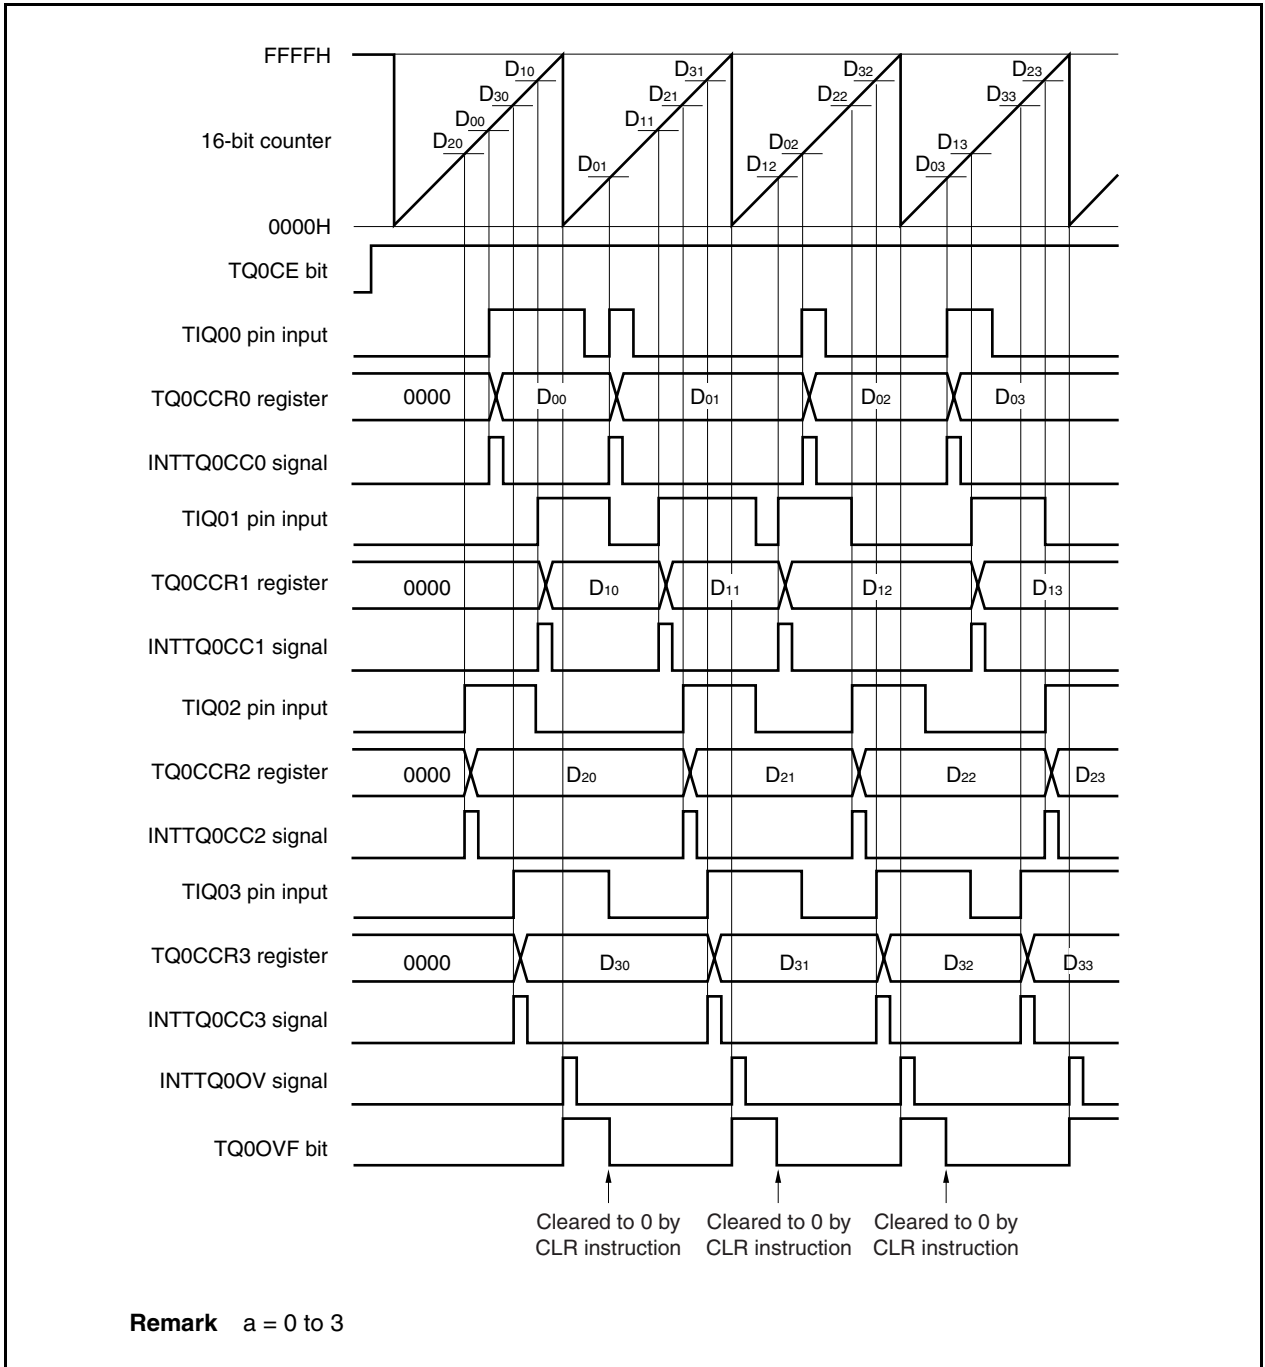 FFFFH
D10
D31
D32
D23
D30
D21
D22
D33
D00
D11
16-bit counter
D20
D02
D13
D01
D12
D03
0000H
TQ0CE bit
TIQ00 pin input
TQ0CCR0 register
0000
D00
D01
D02
D03
INTTQ0CC0 signal
TIQ01 pin input
TQ0CCR1 register
0000
D10
D11
D12
D13
INTTQ0CC1 signal
TIQ02 pin input
TQ0CCR2 register
0000
D20
D21
D22
D23
INTTQ0CC2 signal
TIQ03 pin input
TQ0CCR3 register
0000
D30
D31
D32
D33
INTTQ0CC3 signal
INTTQ0OV signal
TQ0OVF bit
Cleared to 0 by
CLR instruction
Cleared to 0 by
CLR instruction
Cleared to 0 by
CLR instruction
Remark a = 0 to 3